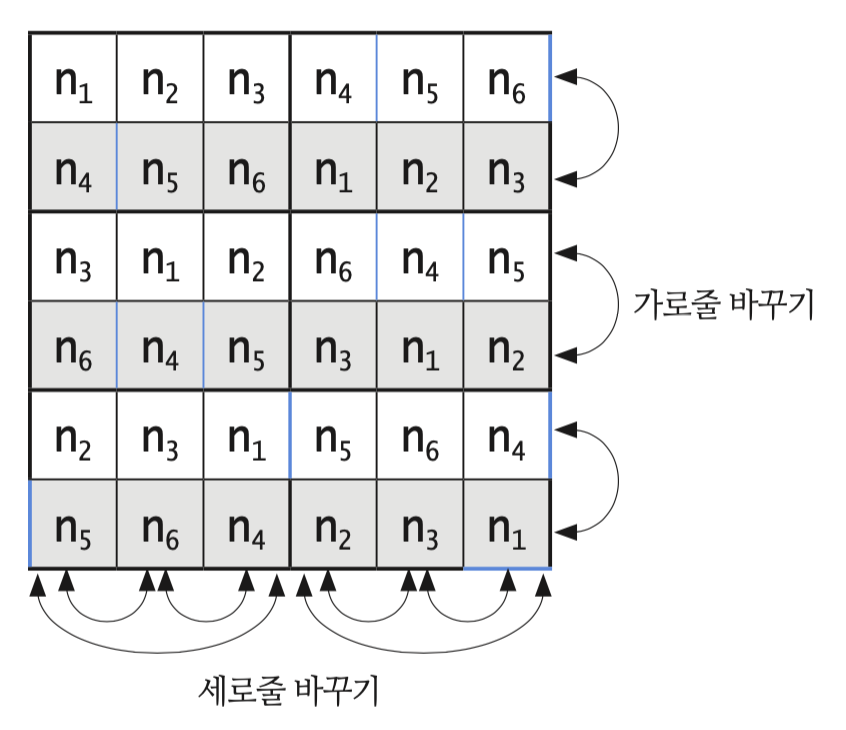 n₁ n₂ n₃ n₄ n₅ n₆
n₄ n₅ n₆ n₁ n₂ n₃
n₃ n₁ n₂ n₆ n₄ n₅
가로줄 바꾸기
n₆ n₄ n₅ n₃ n₁ n₂
n₂ n₃ n₁ n₅ n₆ n₄
n₅ n₆ n₄ n₂ n₃ n₁
세로줄 바꾸기